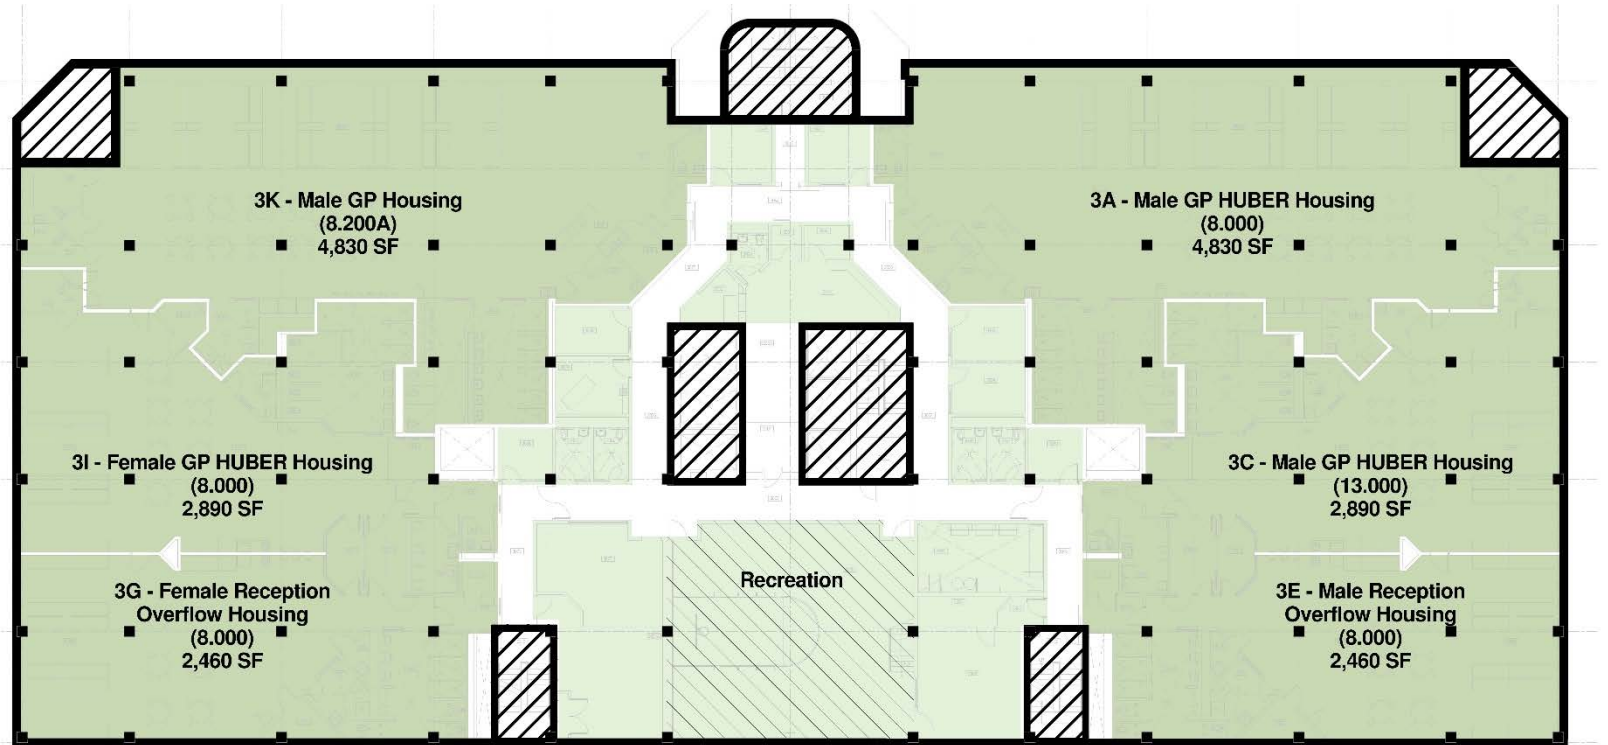 3K - Male GP Housing
(8.200A)
4,830 SF
3A - Male GP HUBER Housing
(8.000)
4,830 SF
3I - Female GP HUBER Housing
(8.000)
2,890 SF
3C - Male GP HUBER Housing
(13.000)
2,890 SF
Recreation
3G - Female Reception
Overflow Housing
(8.000)
2,460 SF
3E - Male Reception
Overflow Housing
(8.000)
2,460 SF